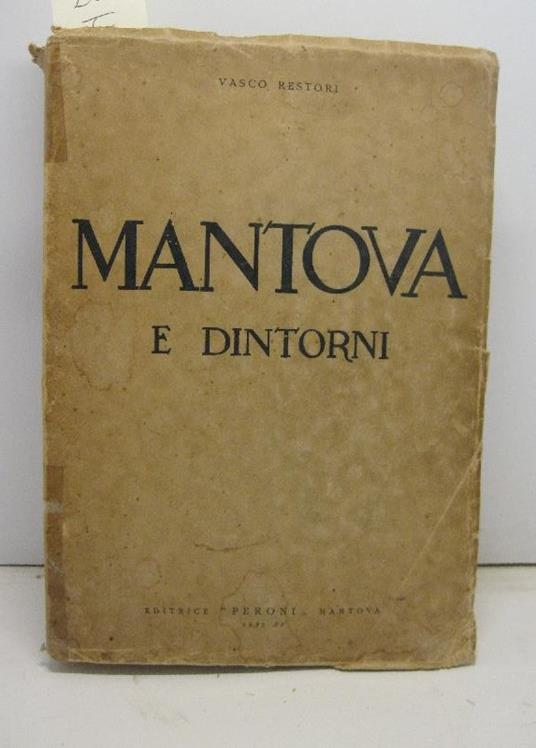 VASCO RESTORI
MANTOVA
E DINTORNI
EDITRICE "PERONI" MANTOVA